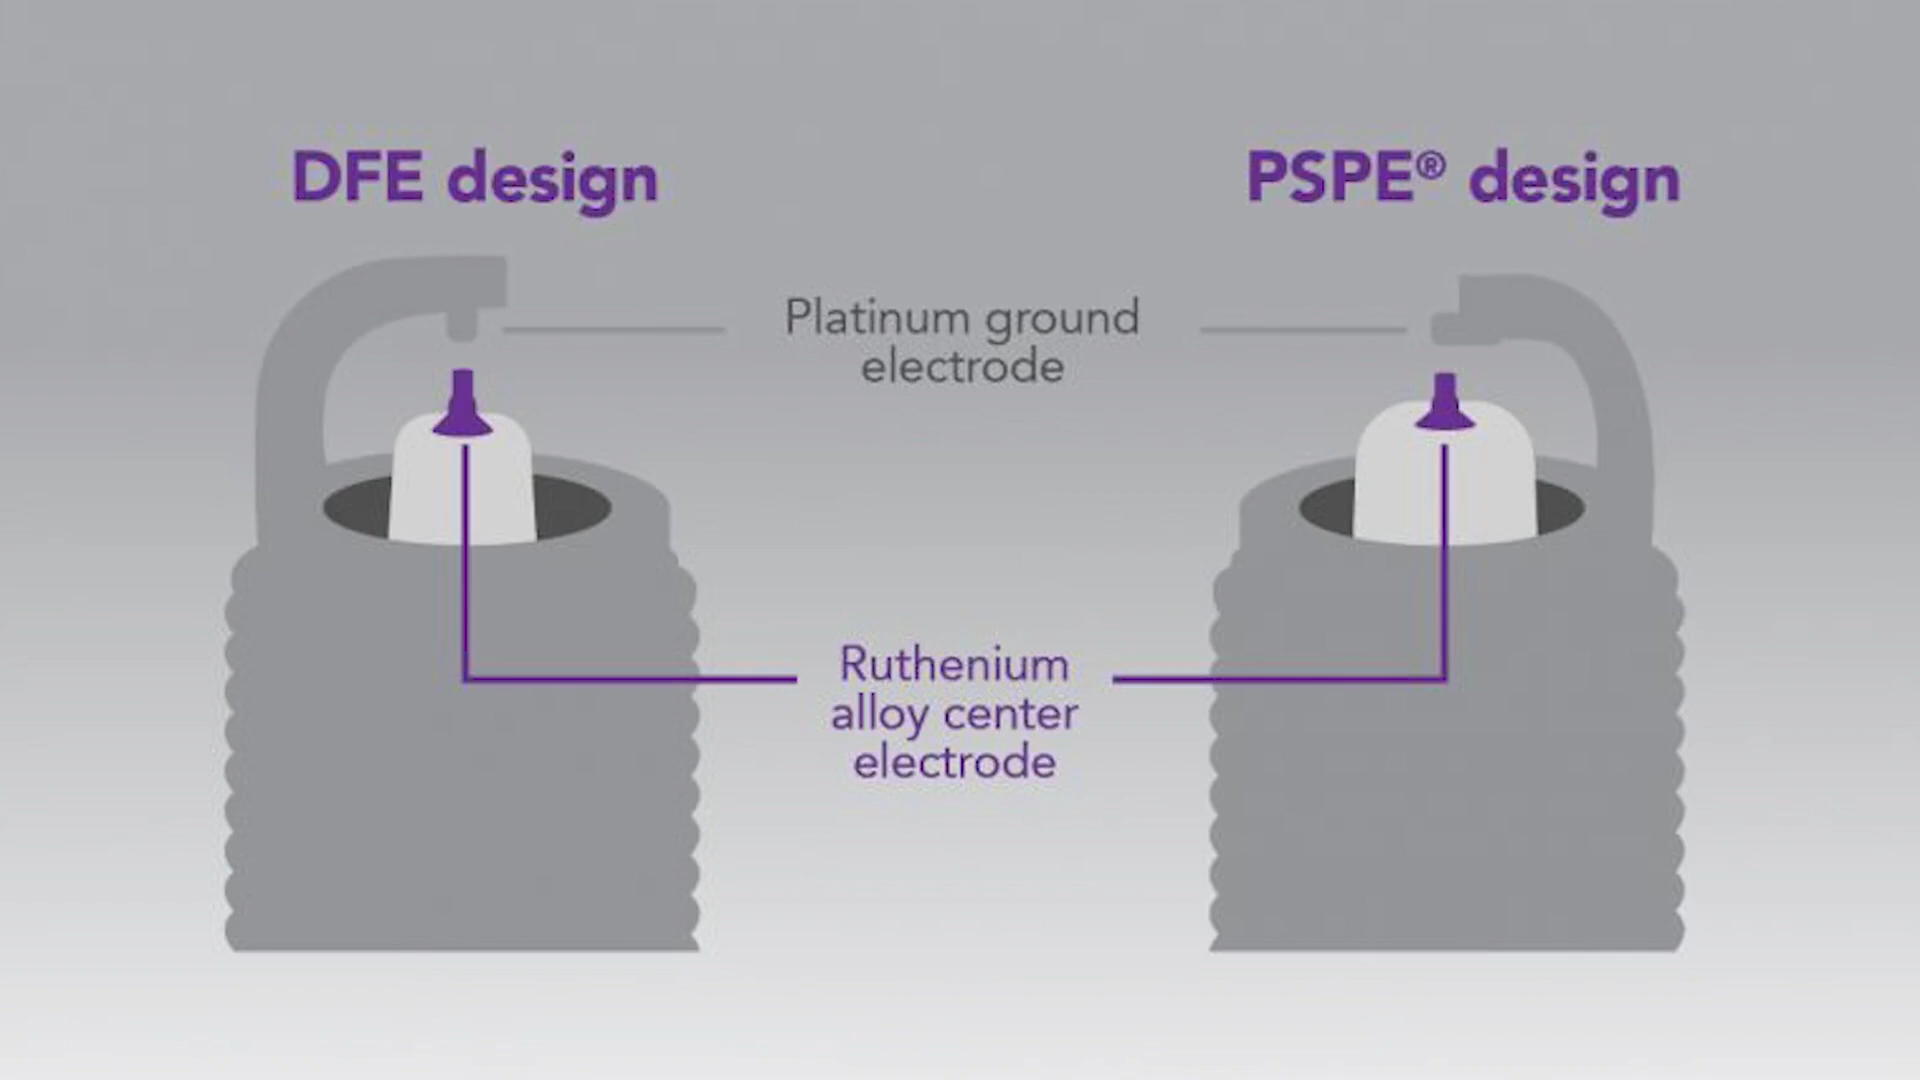 DFE design
PSPE® design
Platinum ground
electrode
Ruthenium
alloy center
electrode